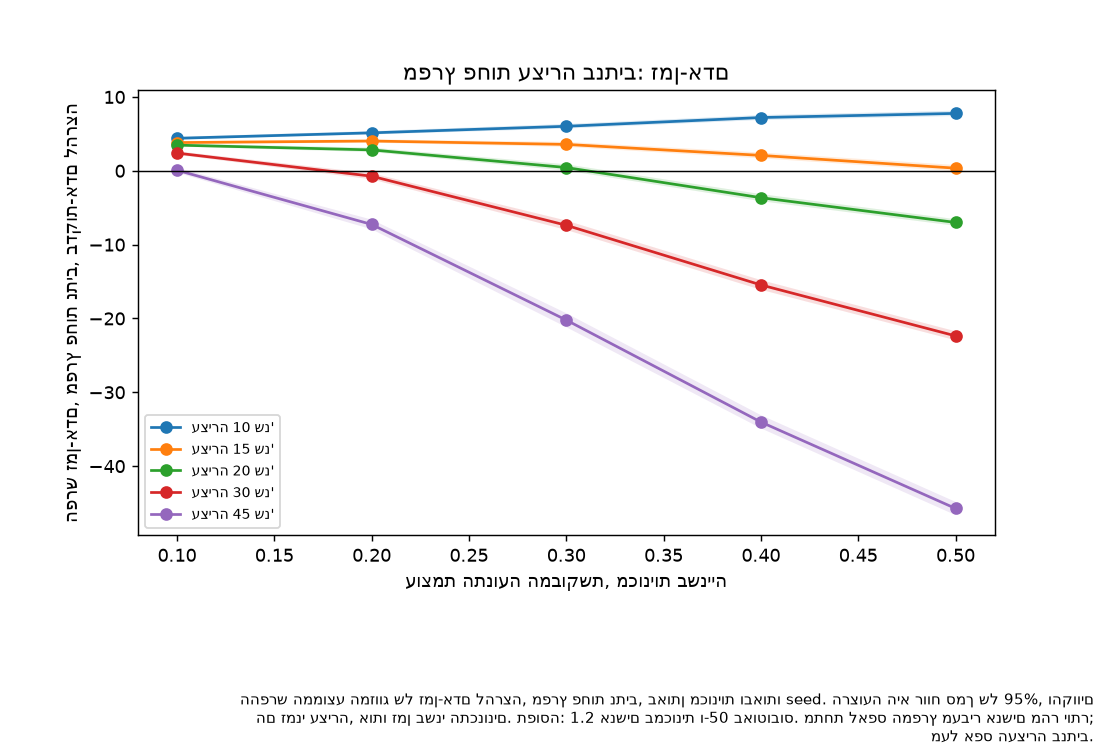 מפרץ פחות עצירה בנתיב: זמן-אדם
הפרש זמן-אדם, מפרץ פחות נתיב, בדקות-אדם להרצה
10
0
−10
−20
−30
−40
עצירה 10 שנ'
עצירה 15 שנ'
עצירה 20 שנ'
עצירה 30 שנ'
עצירה 45 שנ'
0.10 0.15 0.20 0.25 0.30 0.35 0.40 0.45 0.50
עוצמת התנועה המבוקשת, מכוניות בשנייה
ההפרש הממוצע המזווג של זמן-אדם להרצה, מפרץ פחות נתיב, באותן מכוניות ובאותו seed. הרצועה היא רווח סמך של 95%, והקווים
הם זמני עצירה, אותו זמן בשני התכנונים. תפוסה: 1.2 אנשים במכונית ו-50 באוטובוס. מתחת לאפס המפרץ מעביר אנשים מהר יותר;
מעל אפס העצירה בנתיב.